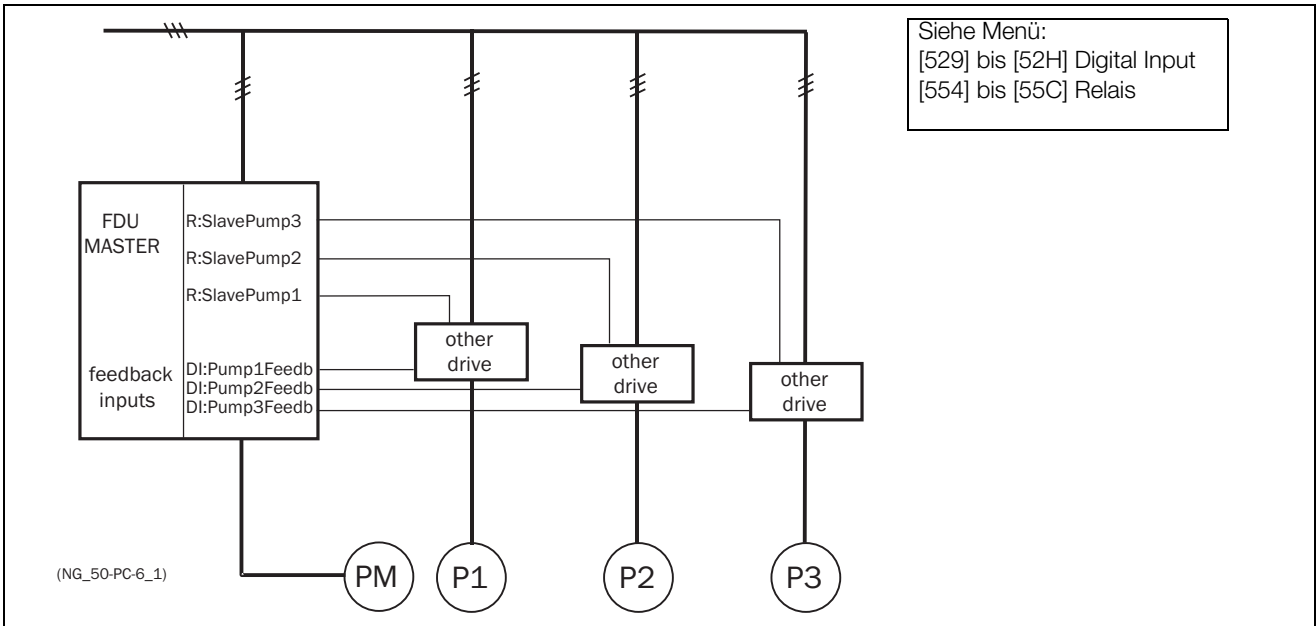 Siehe Menü:
[529] bis [52H] Digital Input
[554] bis [55C] Relais
FDU
MASTER
R:SlavePump3
R:SlavePump2
R:SlavePump1
feedback
inputs
DI:Pump1Feedb
DI:Pump2Feedb
DI:Pump3Feedb
other
drive
other
drive
other
drive
(NG_50-PC-6_1)
PM
P1
P2
P3